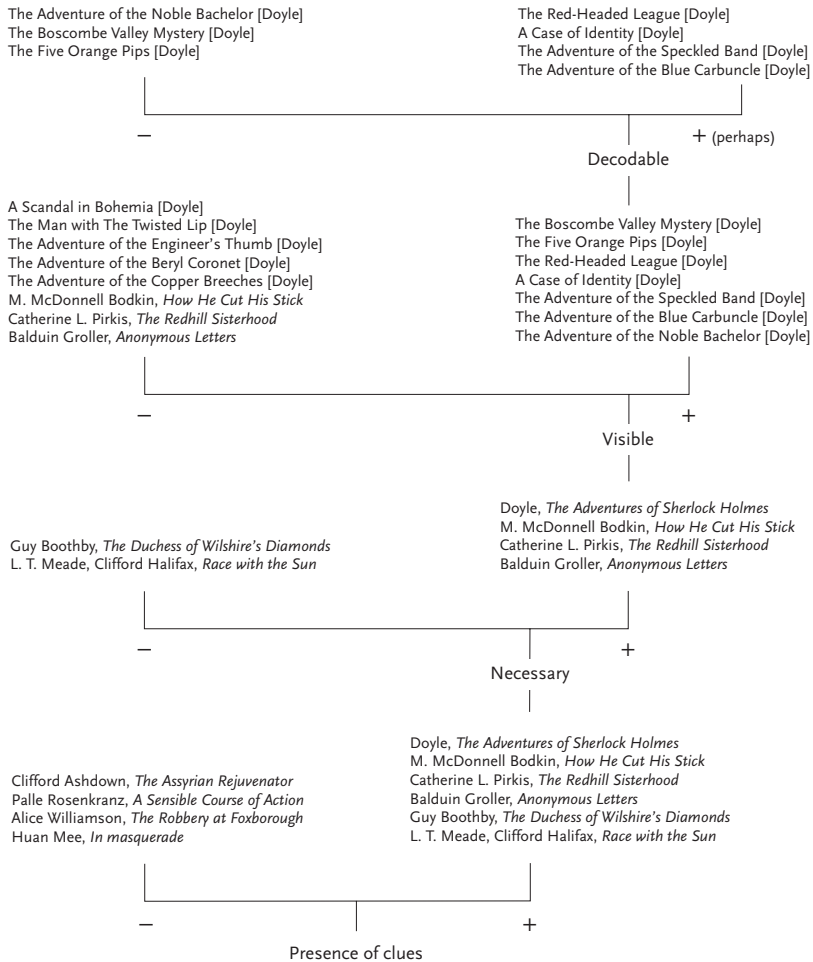 The Adventure of the Noble Bachelor [Doyle]
The Boscombe Valley Mystery [Doyle]
The Five Orange Pips [Doyle]
The Red-Headed League [Doyle]
A Case of Identity [Doyle]
The Adventure of the Speckled Band [Doyle]
The Adventure of the Blue Carbuncle [Doyle]
–
+ (perhaps)
Decodable
A Scandal in Bohemia [Doyle]
The Man with The Twisted Lip [Doyle]
The Adventure of the Engineer's Thumb [Doyle]
The Adventure of the Beryl Coronet [Doyle]
The Adventure of the Copper Breeches [Doyle]
M. McDonnell Bodkin, How He Cut His Stick
Catherine L. Pirkis, The Redhill Sisterhood
Balduin Groller, Anonymous Letters
The Boscombe Valley Mystery [Doyle]
The Five Orange Pips [Doyle]
The Red-Headed League [Doyle]
A Case of Identity [Doyle]
The Adventure of the Speckled Band [Doyle]
The Adventure of the Blue Carbuncle [Doyle]
The Adventure of the Noble Bachelor [Doyle]
–
+
Visible
Guy Boothby, The Duchess of Wilshire's Diamonds
L. T. Meade, Clifford Halifax, Race with the Sun
Doyle, The Adventures of Sherlock Holmes
M. McDonnell Bodkin, How He Cut His Stick
Catherine L. Pirkis, The Redhill Sisterhood
Balduin Groller, Anonymous Letters
–
+
Necessary
Clifford Ashdown, The Assyrian Rejuvenator
Palle Rosenkranz, A Sensible Course of Action
Alice Williamson, The Robbery at Foxborough
Huan Mee, In masquerade
Doyle, The Adventures of Sherlock Holmes
M. McDonnell Bodkin, How He Cut His Stick
Catherine L. Pirkis, The Redhill Sisterhood
Balduin Groller, Anonymous Letters
Guy Boothby, The Duchess of Wilshire's Diamonds
L. T. Meade, Clifford Halifax, Race with the Sun
–
+
Presence of clues